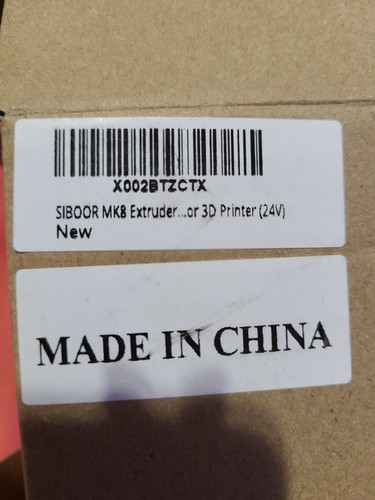 X002BTZCTX
SIBOOR MK8 Extruder...or 3D Printer (24V)
New
MADE IN CHINA